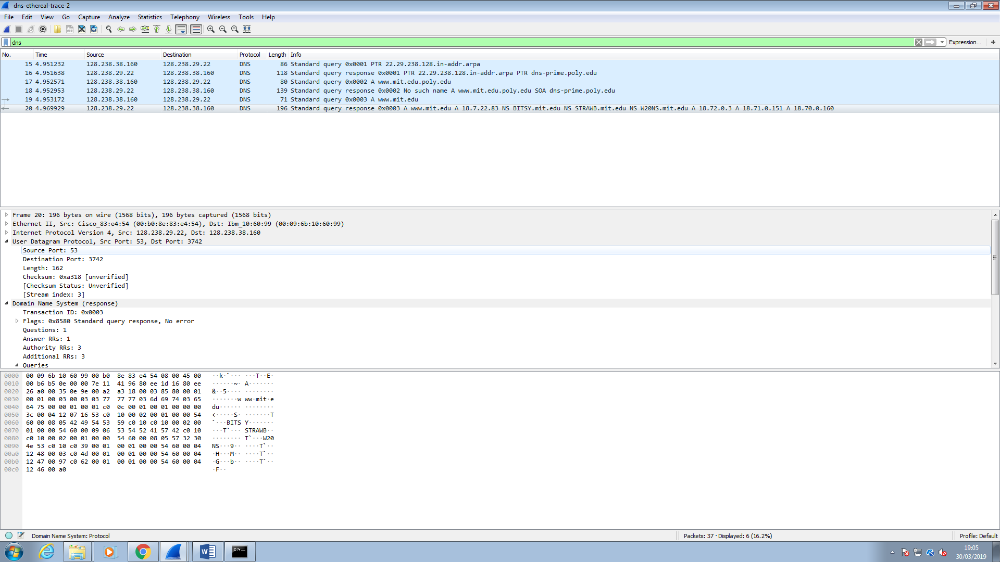 dns-ethereal-trace-2
File Edit View Go Capture Analyze Statistics Telephony Wireless Tools Help
dns
Expression... +
No. Time Source Destination Protocol Length Info
15 4.951232 128.238.38.160 128.238.29.22 DNS 86 Standard query 0x0001 PTR 22.29.238.128.in-addr.arpa
16 4.951638 128.238.29.22 128.238.38.160 DNS 118 Standard query response 0x0001 PTR 22.29.238.128.in-addr.arpa PTR dns-prime.poly.edu
17 4.952571 128.238.38.160 128.238.29.22 DNS 80 Standard query 0x0002 A www.mit.edu.poly.edu
18 4.952953 128.238.29.22 128.238.38.160 DNS 139 Standard query response 0x0002 No such name A www.mit.edu.poly.edu SOA dns-prime.poly.edu
19 4.953172 128.238.38.160 128.238.29.22 DNS 71 Standard query 0x0003 A www.mit.edu
20 4.969929 128.238.29.22 128.238.38.160 DNS 196 Standard query response 0x0003 A www.mit.edu A 18.7.22.83 NS BITSY.mit.edu NS STRAWB.mit.edu NS W20NS.mit.edu A 18.72.0.3 A 18.71.0.151 A 18.70.0.160
Frame 20: 196 bytes on wire (1568 bits), 196 bytes captured (1568 bits)
Ethernet II, Src: Cisco_83:e4:54 (00:b0:8e:83:e4:54), Dst: Ibm_10:60:99 (00:09:6b:10:60:99)
Internet Protocol Version 4, Src: 128.238.29.22, Dst: 128.238.38.160
User Datagram Protocol, Src Port: 53, Dst Port: 3742
Source Port: 53
Destination Port: 3742
Length: 162
Checksum: 0xa318 [unverified]
[Checksum Status: Unverified]
[Stream index: 3]
Domain Name System (response)
Transaction ID: 0x0003
Flags: 0x8580 Standard query response, No error
Questions: 1
Answer RRs: 1
Authority RRs: 3
Additional RRs: 3
Queries
0000 00 09 6b 10 60 99 00 b0 8e 83 e4 54 08 00 45 00 ··k·`··· ···T··E·
0010 00 b6 b5 0e 00 00 7e 11 41 96 80 ee 1d 16 80 ee ······~· A·······
0020 26 a0 00 35 0e 9e 00 a2 a3 18 00 03 85 80 00 01 &··5···· ········
0030 00 01 00 03 00 03 03 77 77 77 03 6d 69 74 03 65 ·······w ww·mit·e
0040 64 75 00 00 01 00 01 c0 0c 00 01 00 01 00 00 00 du······ ········
0050 3c 00 04 12 07 16 53 c0 10 00 02 00 01 00 00 54 <·····S· ·······T
0060 60 00 08 05 42 49 54 53 59 c0 10 c0 10 00 02 00 `···BITS Y·······
0070 01 00 00 54 60 00 09 06 53 54 52 41 57 42 c0 10 ···T`··· STRAWB··
0080 c0 10 00 02 00 01 00 00 54 60 00 08 05 57 32 30 ········ T`···W20
0090 4e 53 c0 10 c0 39 00 01 00 01 00 00 54 60 00 04 NS···9·· ····T`··
00a0 12 48 00 03 c0 4d 00 01 00 01 00 00 54 60 00 04 ·H···M·· ····T`··
00b0 12 47 00 97 c0 62 00 01 00 01 00 00 54 60 00 04 ·G···b·· ····T`··
00c0 12 46 00 a0 ·F··
Domain Name System: Protocol
Packets: 37 · Displayed: 6 (16.2%)
Profile: Default
C:\_
19:05
30/03/2019